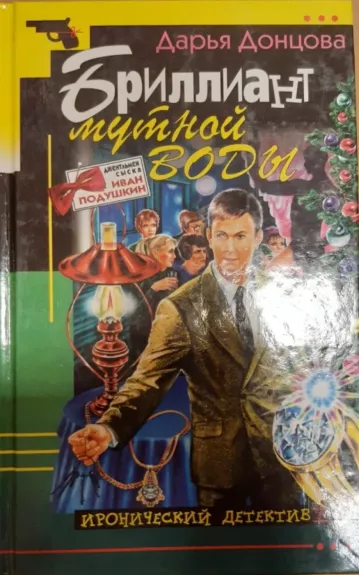 Дарья Донцова
Бриллиант
мутной
воды
ДЖЕНТЛЬМЕН
СЫСКА
ИВАН
ПОДУШКИН
ИРОНИЧЕСКИЙ ДЕТЕКТИВ